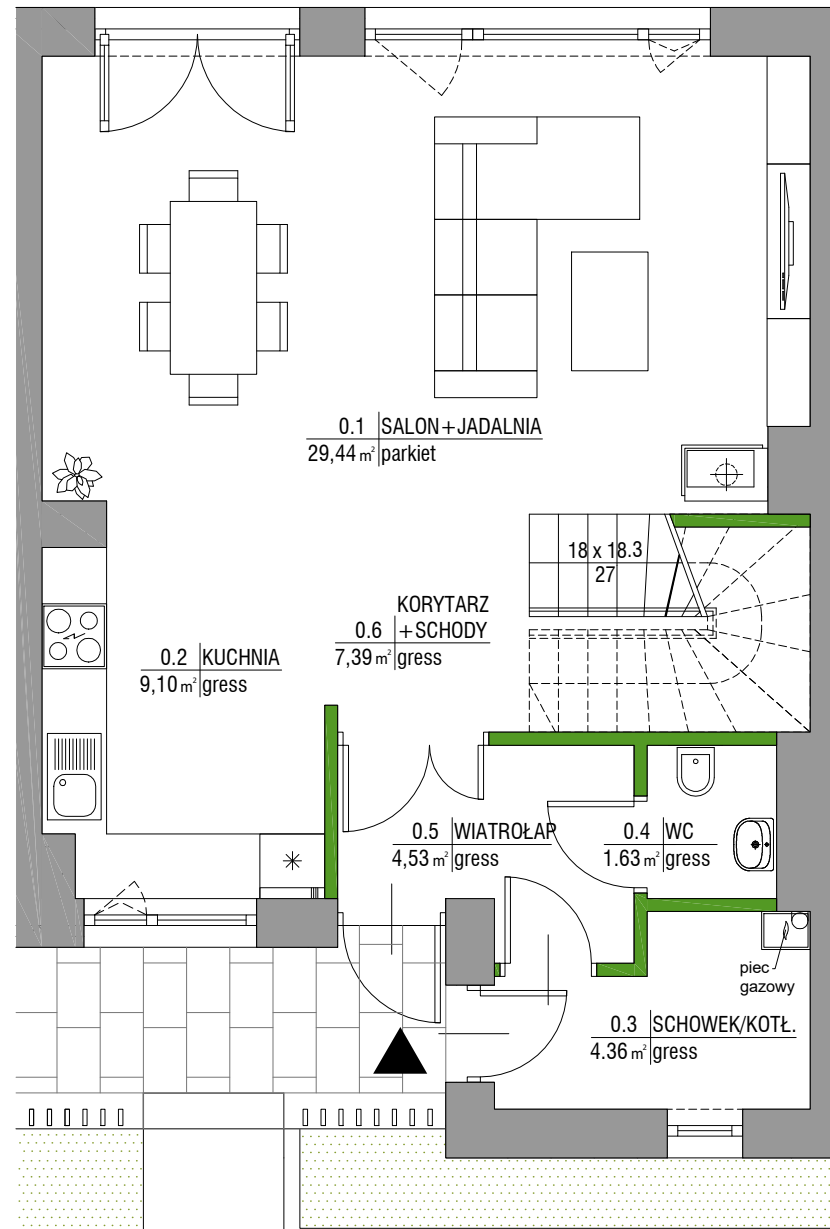 0.1 SALON+JADALNIA
29,44 m² parkiet
18 x 18.3
27
KORYTARZ
0.6 +SCHODY
7,39 m² gress
0.2 KUCHNIA
9,10 m² gress
0.5 WIATROŁAP
4,53 m² gress
0.4 WC
1.63 m² gress
piec
gazowy
0.3 SCHOWEK/KOTŁ.
4.36 m² gress